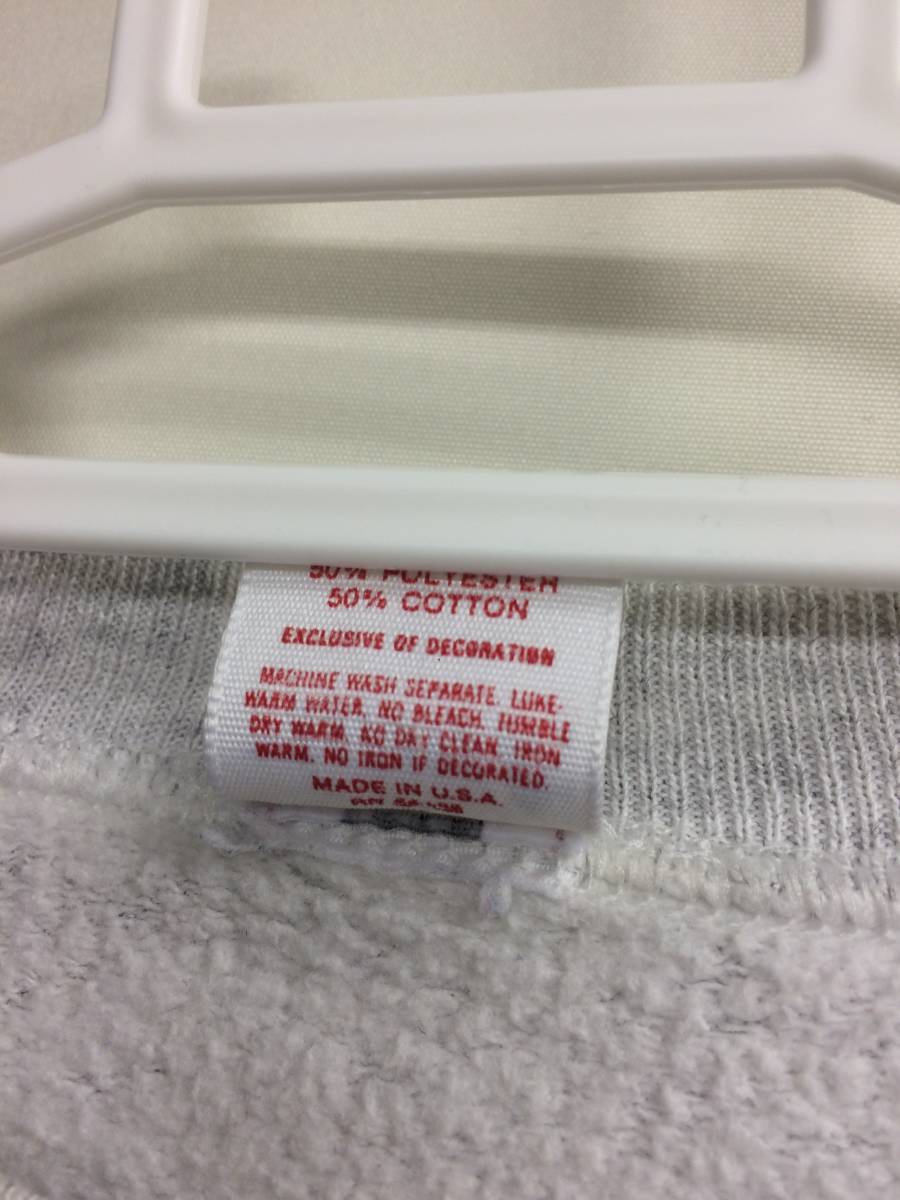 50% POLYESTER
50% COTTON
EXCLUSIVE OF DECORATION
MACHINE WASH SEPARATE. LUKE-
WARM WATER. NO BLEACH. TUMBLE
DRY WARM. NO DRY CLEAN. IRON
WARM. NO IRON IF DECORATED.
MADE IN U.S.A.
RN